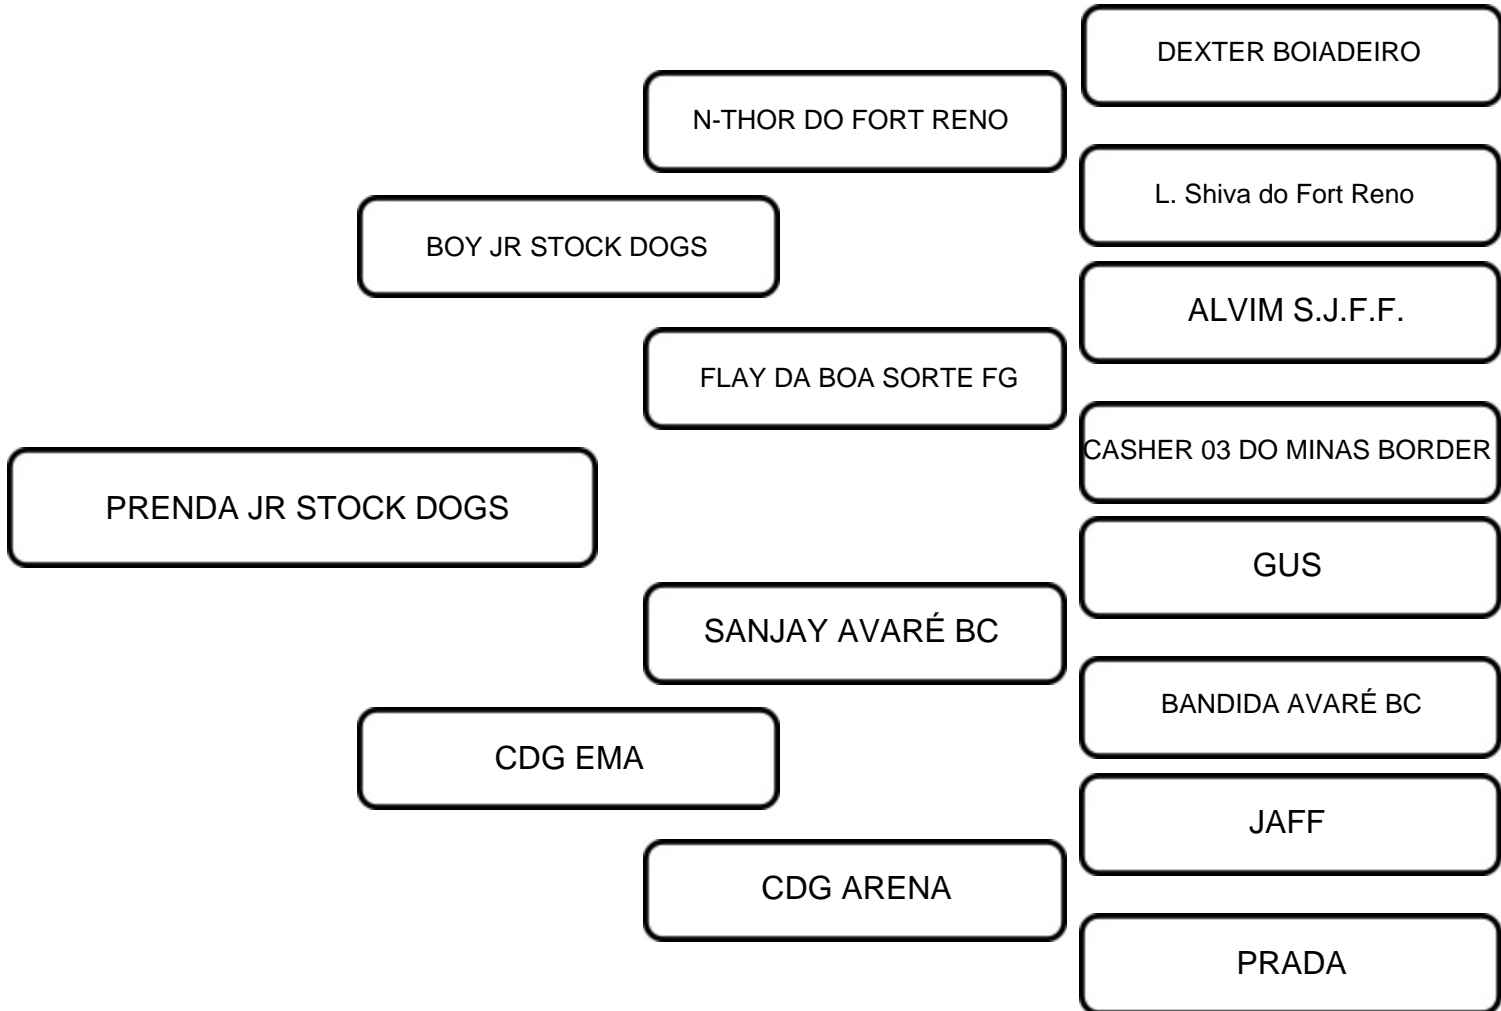 DEXTER BOIADEIRO
N-THOR DO FORT RENO
L. Shiva do Fort Reno
BOY JR STOCK DOGS
ALVIM S.J.F.F.
FLAY DA BOA SORTE FG
CASHER 03 DO MINAS BORDER
PRENDA JR STOCK DOGS
GUS
SANJAY AVARÉ BC
BANDIDA AVARÉ BC
CDG EMA
JAFF
CDG ARENA
PRADA